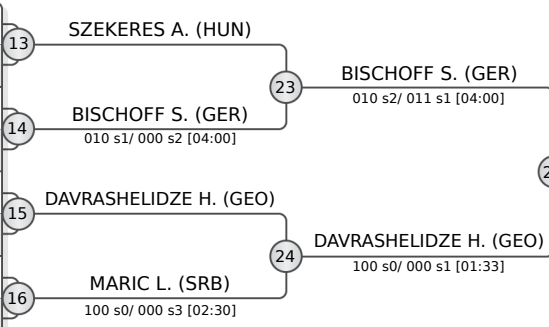 SZEKERES A. (HUN)
13
BISCHOFF S. (GER)
23
010 s2/ 011 s1 [04:00]
BISCHOFF S. (GER)
14
010 s1/ 000 s2 [04:00]
DAVRASHELIDZE H. (GEO)
15
DAVRASHELIDZE H. (GEO)
24
100 s0/ 000 s1 [01:33]
MARIC L. (SRB)
16
100 s0/ 000 s3 [02:30]